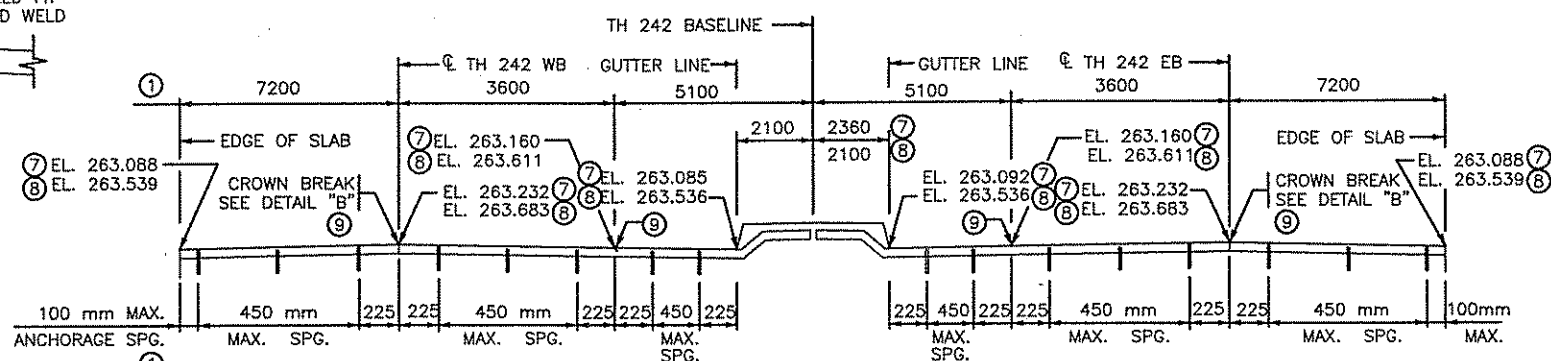 D WELD
TH 242 BASELINE
℄ TH 242 WB GUTTER LINE
GUTTER LINE ℄ TH 242 EB
① 7200 3600 5100 5100 3600 7200
2100 2360 ⑦
2100 ⑧
EDGE OF SLAB
⑦ EL. 263.088
⑧ EL. 263.539
CROWN BREAK
SEE DETAIL "B"
⑨
⑦ EL. 263.160
⑧ EL. 263.611
EL. 263.232 ⑦
EL. 263.683 ⑧
⑦ EL. 263.085
⑧ EL. 263.536
⑨
EL. 263.092 ⑦
EL. 263.536 ⑧
⑨
EL. 263.160 ⑦
EL. 263.611 ⑧
⑦ EL. 263.232
⑧ EL. 263.683
CROWN BREAK
SEE DETAIL "B"
⑨
EDGE OF SLAB
EL. 263.088 ⑦
EL. 263.539 ⑧
100 mm MAX. 450 mm 225 225 450 mm 225 225 450 225 225 450 225 225 450 mm 225 225 450 mm 100mm
ANCHORAGE SPG. MAX. SPG. MAX. SPG. MAX. MAX. MAX. SPG. MAX. SPG. MAX.
SPG. SPG.